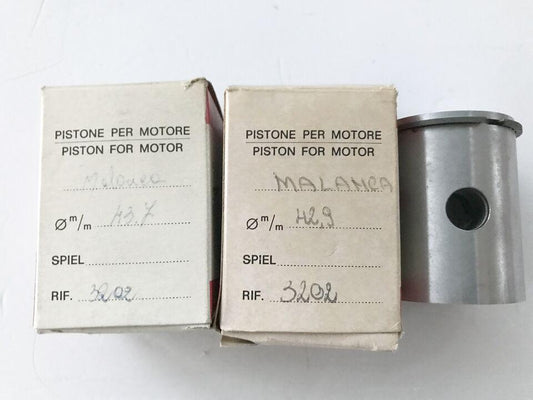 PISTONE PER MOTORE
PISTON FOR MOTOR
Malanca
Ø m/m 43,7
SPIEL
RIF. 3202
PISTONE PER MOTORE
PISTON FOR MOTOR
MALANCA
Ø m/m 42,9
SPIEL
RIF. 3202